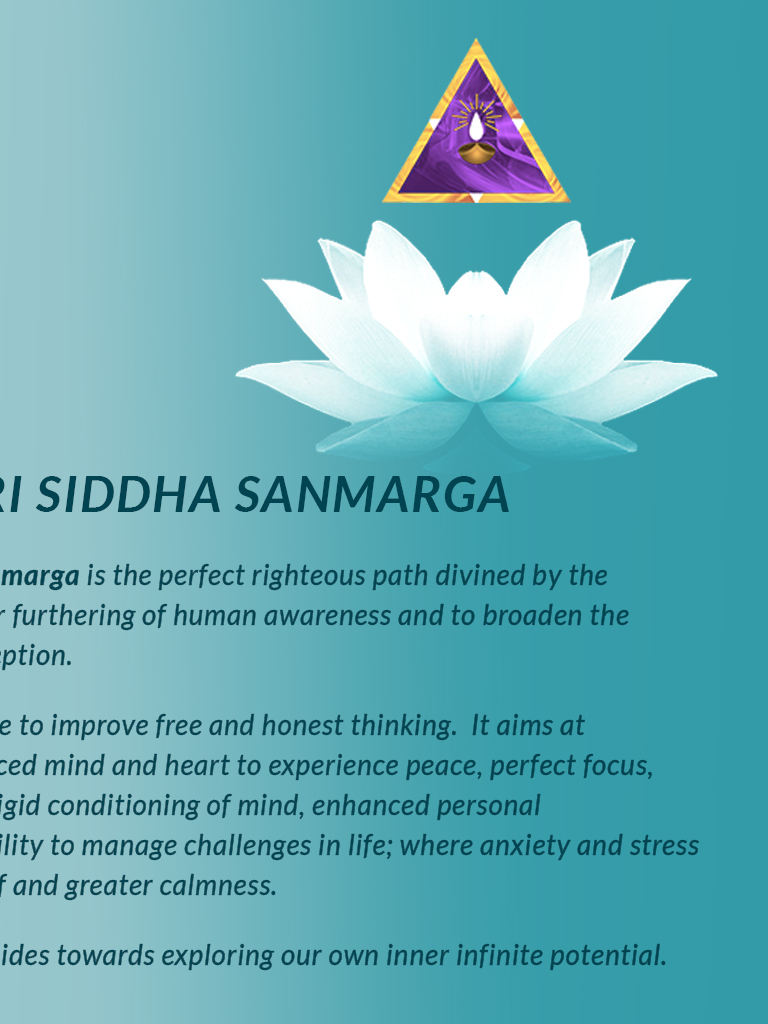 RI SIDDHA SANMARGA
marga is the perfect righteous path divined by the
r furthering of human awareness and to broaden the
eption.
e to improve free and honest thinking. It aims at
ced mind and heart to experience peace, perfect focus,
igid conditioning of mind, enhanced personal
ility to manage challenges in life; where anxiety and stress
f and greater calmness.
ides towards exploring our own inner infinite potential.